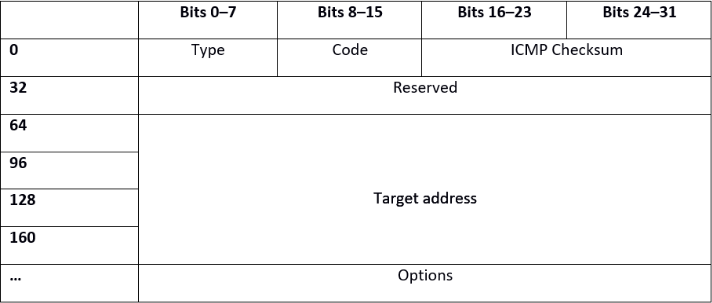 Bits 0–7 Bits 8–15 Bits 16–23 Bits 24–31
0 Type Code ICMP Checksum
32 Reserved
64
96
128 Target address
160
... Options